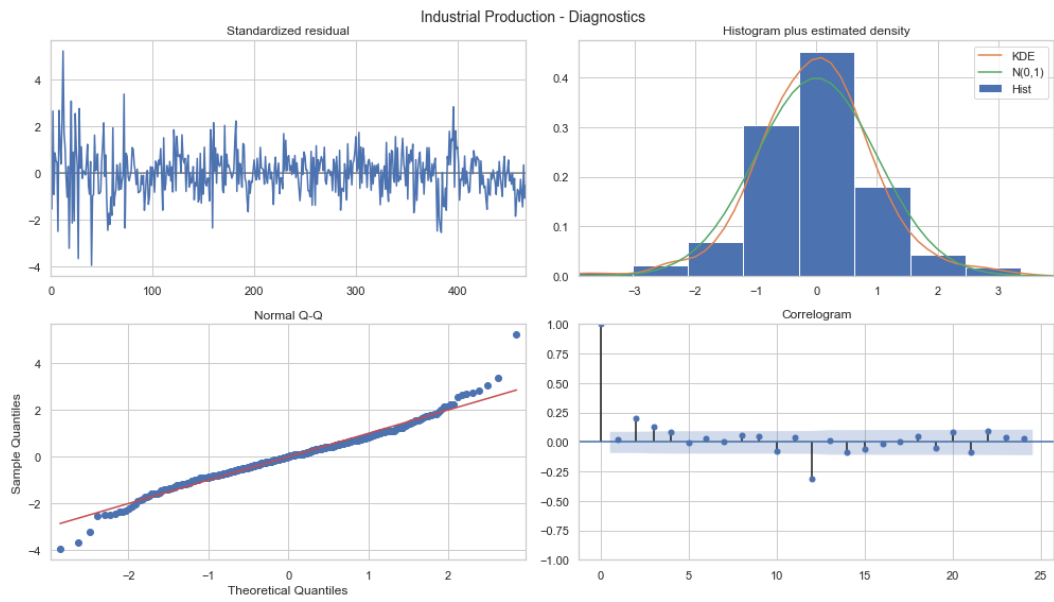 Industrial Production - Diagnostics
Standardized residual
4
2
0
−2
−4
0 100 200 300 400
Histogram plus estimated density
KDE
N(0,1)
Hist
0.4
0.3
0.2
0.1
0.0
−3 −2 −1 0 1 2 3
Normal Q-Q
Sample Quantiles
4
2
0
−2
−4
−2 −1 0 1 2
Theoretical Quantiles
Correlogram
1.00
0.75
0.50
0.25
0.00
−0.25
−0.50
−0.75
−1.00
0 5 10 15 20 25